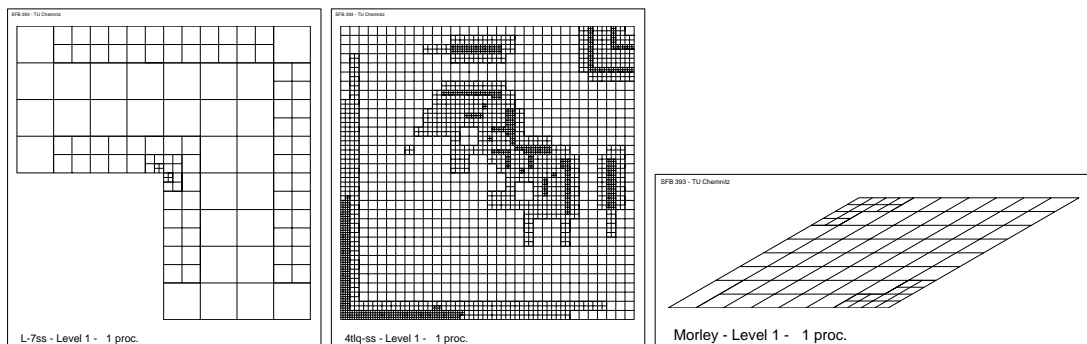 SFB 393 - TU Chemnitz
L-7ss - Level 1 - 1 proc.
SFB 393 - TU Chemnitz
4tlq-ss - Level 1 - 1 proc.
SFB 393 - TU Chemnitz
Morley - Level 1 - 1 proc.